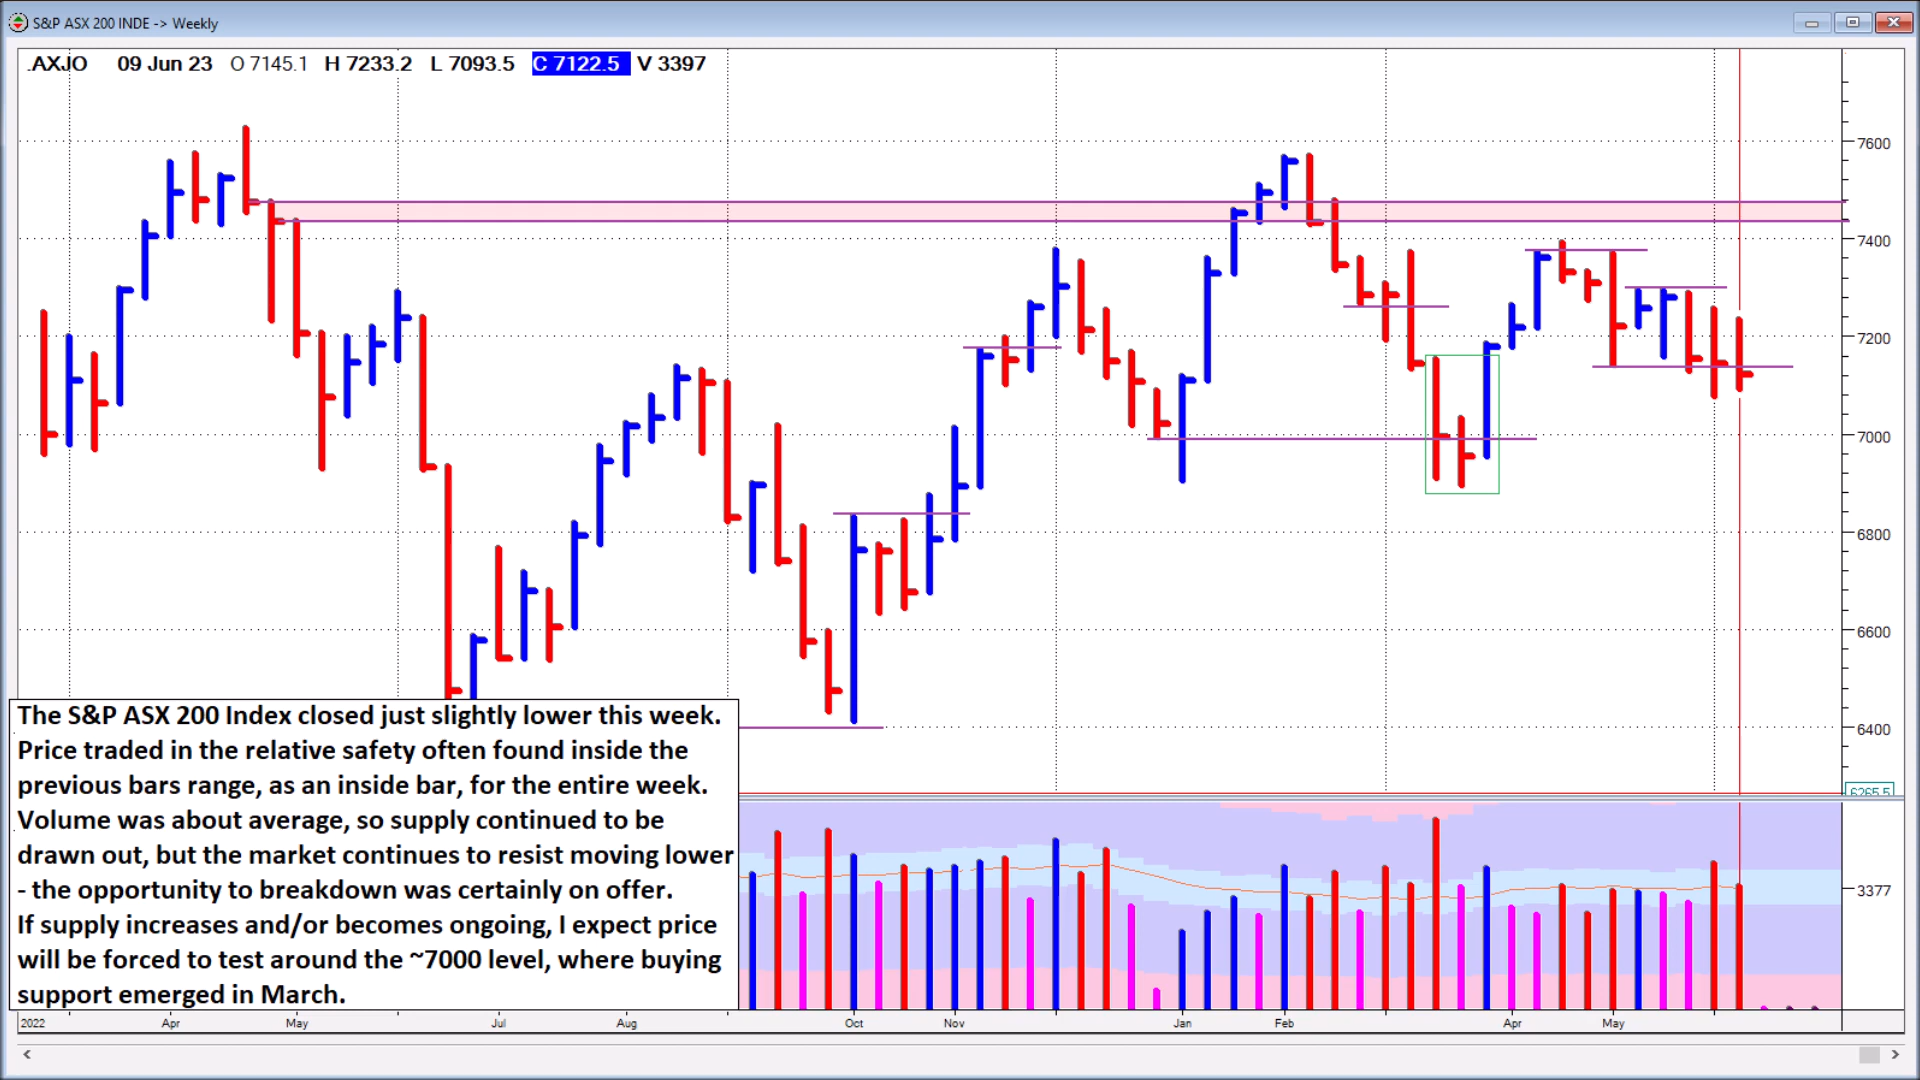 S&P ASX 200 INDE -> Weekly
.AXJO 09 Jun 23 O 7145.1 H 7233.2 L 7093.5 C 7122.5 V 3397
7600
7400
7200
7000
6800
6600
6400
6265.5
3377
The S&P ASX 200 Index closed just slightly lower this week.
Price traded in the relative safety often found inside the
previous bars range, as an inside bar, for the entire week.
Volume was about average, so supply continued to be
drawn out, but the market continues to resist moving lower
- the opportunity to breakdown was certainly on offer.
If supply increases and/or becomes ongoing, I expect price
will be forced to test around the ~7000 level, where buying
support emerged in March.
2022 Apr May Jul Aug Oct Nov Jan Feb Apr May